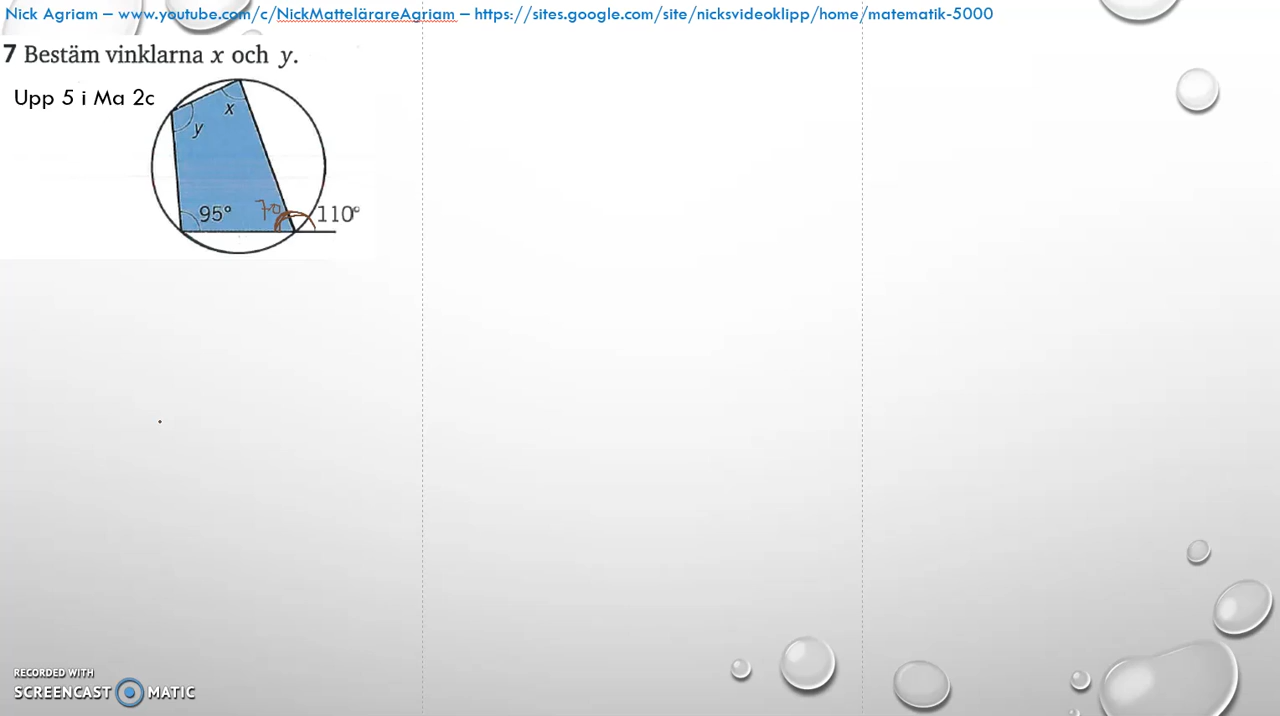 Nick Agriam – www.youtube.com/c/NickMattelärareAgriam – https://sites.google.com/site/nicksvideoklipp/home/matematik-5000
7 Bestäm vinklarna x och y.
Upp 5 i Ma 2c
x
y
95° 70 110°
RECORDED WITH
SCREENCAST MATIC